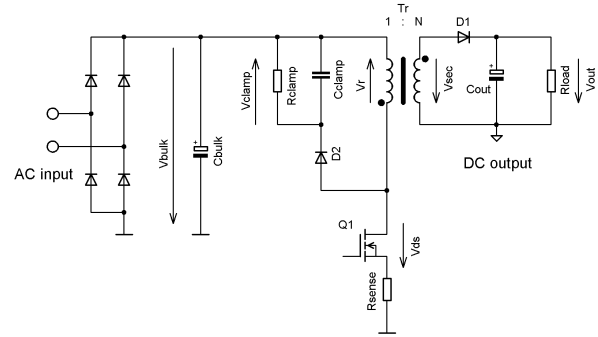 Tr
1 : N
D1
Vclamp
Rclamp
Cclamp
Vr
Vsec
Cout
Rload
Vout
Vbulk
Cbulk
D2
AC input
DC output
Q1
Vds
Rsense